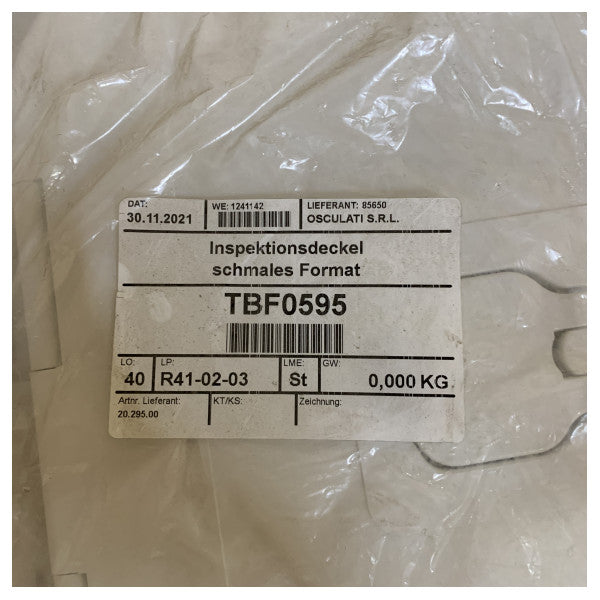 DAT: WE: 1241142 LIEFERANT: 85650
30.11.2021 OSCULATI S.R.L.
Inspektionsdeckel
schmales Format
TBF0595
LO: LP: LME: GW:
40 R41-02-03 St 0,000 KG
Artnr. Lieferant: KT/KS: Zeichnung:
20.295.00